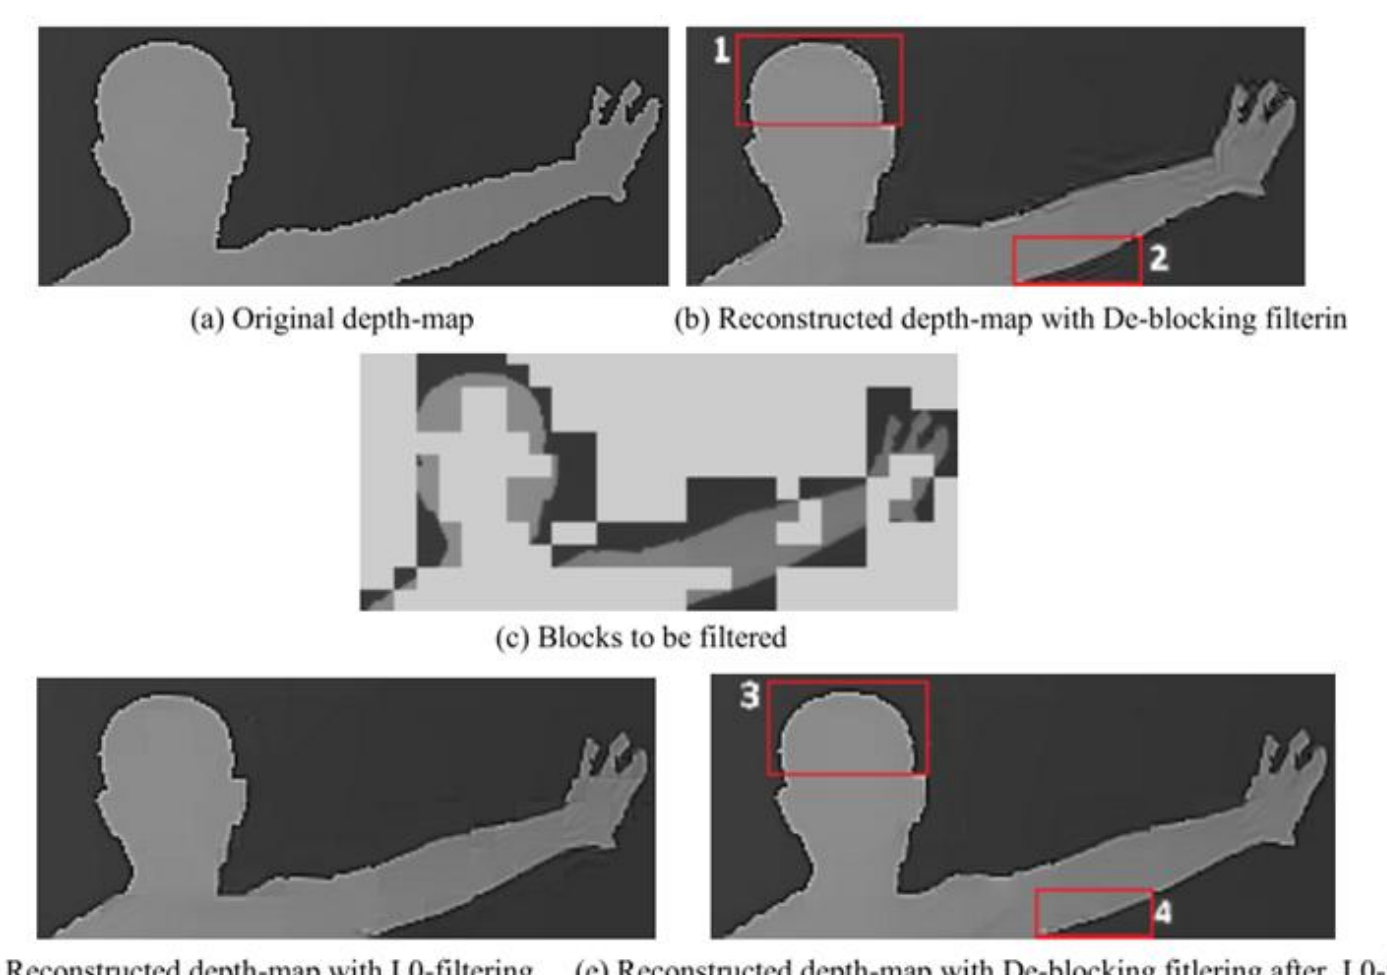 1
2
(a) Original depth-map
(b) Reconstructed depth-map with De-blocking filterin
(c) Blocks to be filtered
3
4
Reconstructed depth-map with L0-filtering
(e) Reconstructed depth-map with De-blocking fitlering after L0-